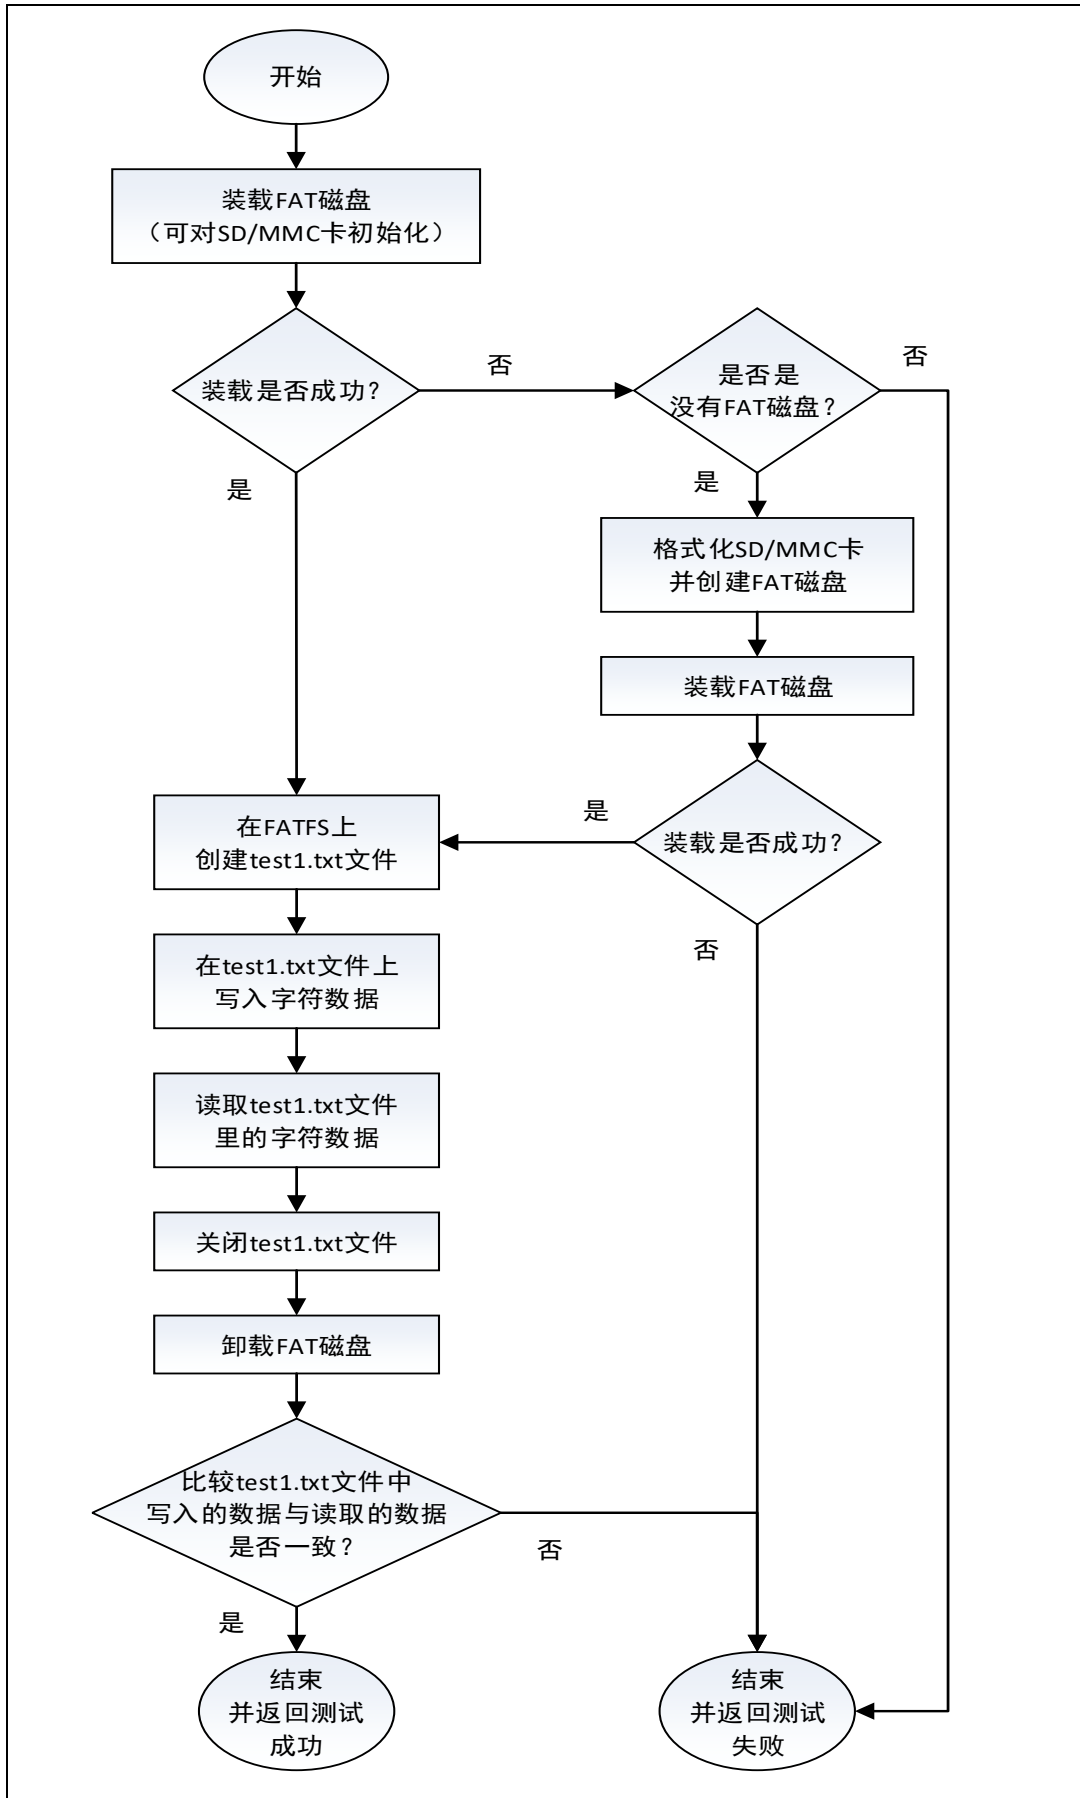 开始
装载FAT磁盘
（可对SD/MMC卡初始化）
装载是否成功？
否
是否是
没有FAT磁盘？
否
是
是
格式化SD/MMC卡
并创建FAT磁盘
装载FAT磁盘
在FATFS上
创建test1.txt文件
是
装载是否成功？
否
在test1.txt文件上
写入字符数据
读取test1.txt文件
里的字符数据
关闭test1.txt文件
卸载FAT磁盘
比较test1.txt文件中
写入的数据与读取的数据
是否一致？
否
是
结束
并返回测试
成功
结束
并返回测试
失败